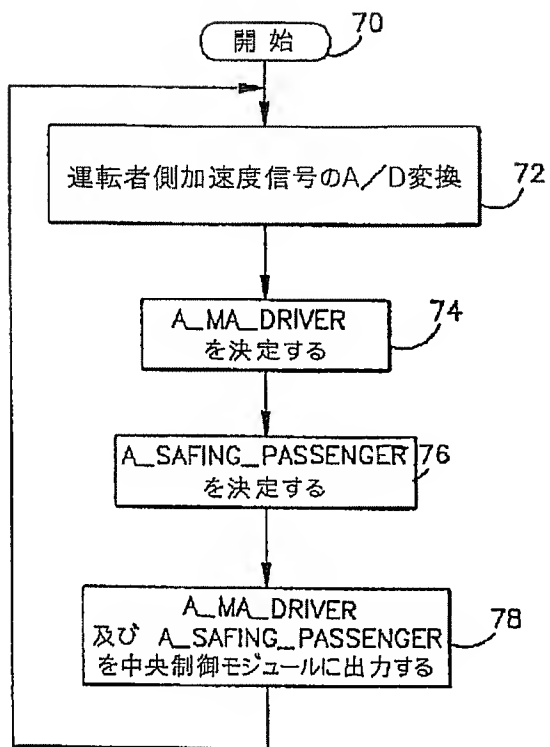 開始
70
運転者側加速度信号のA/D変換
72
A_MA_DRIVER
を決定する
74
A_SAFING_PASSENGER
を決定する
76
A_MA_DRIVER
及び A_SAFING_PASSENGER
を中央制御モジュールに出力する
78